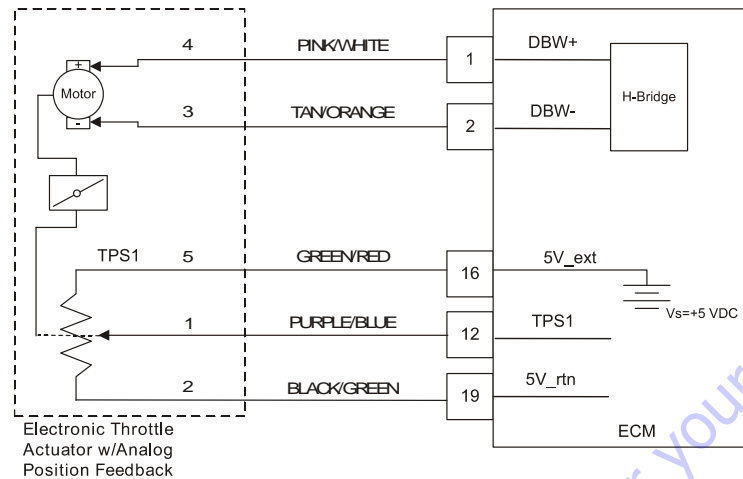 4 PINK/WHITE 1 DBW+
+
Motor
-
H-Bridge
3 TAN/ORANGE 2 DBW-
TPS1 5 GREEN/RED 16 5V_ext
Vs=+5 VDC
1 PURPLE/BLUE 12 TPS1
2 BLACK/GREEN 19 5V_rtn
ECM
Electronic Throttle
Actuator w/Analog
Position Feedback
your